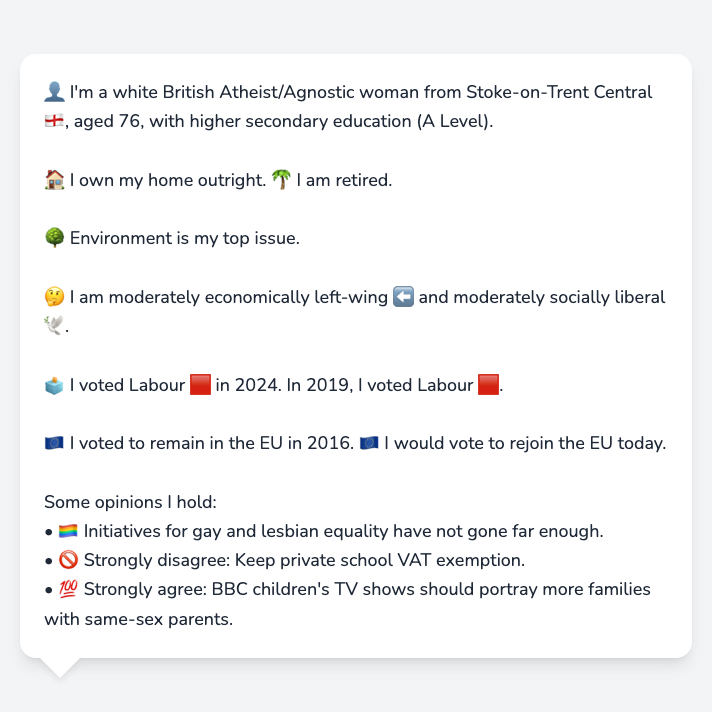 👤 I'm a white British Atheist/Agnostic woman from Stoke-on-Trent Central
🏴󠁧󠁢󠁥󠁮󠁧󠁿, aged 76, with higher secondary education (A Level).
🏠 I own my home outright. 🌴 I am retired.
🌳 Environment is my top issue.
🤔 I am moderately economically left-wing ⬅️ and moderately socially liberal
🕊️.
🗳️ I voted Labour 🟥 in 2024. In 2019, I voted Labour 🟥.
🇪🇺 I voted to remain in the EU in 2016. 🇪🇺 I would vote to rejoin the EU today.
Some opinions I hold:
• 🏳️‍🌈 Initiatives for gay and lesbian equality have not gone far enough.
• 🚫 Strongly disagree: Keep private school VAT exemption.
• 💯 Strongly agree: BBC children's TV shows should portray more families
with same-sex parents.